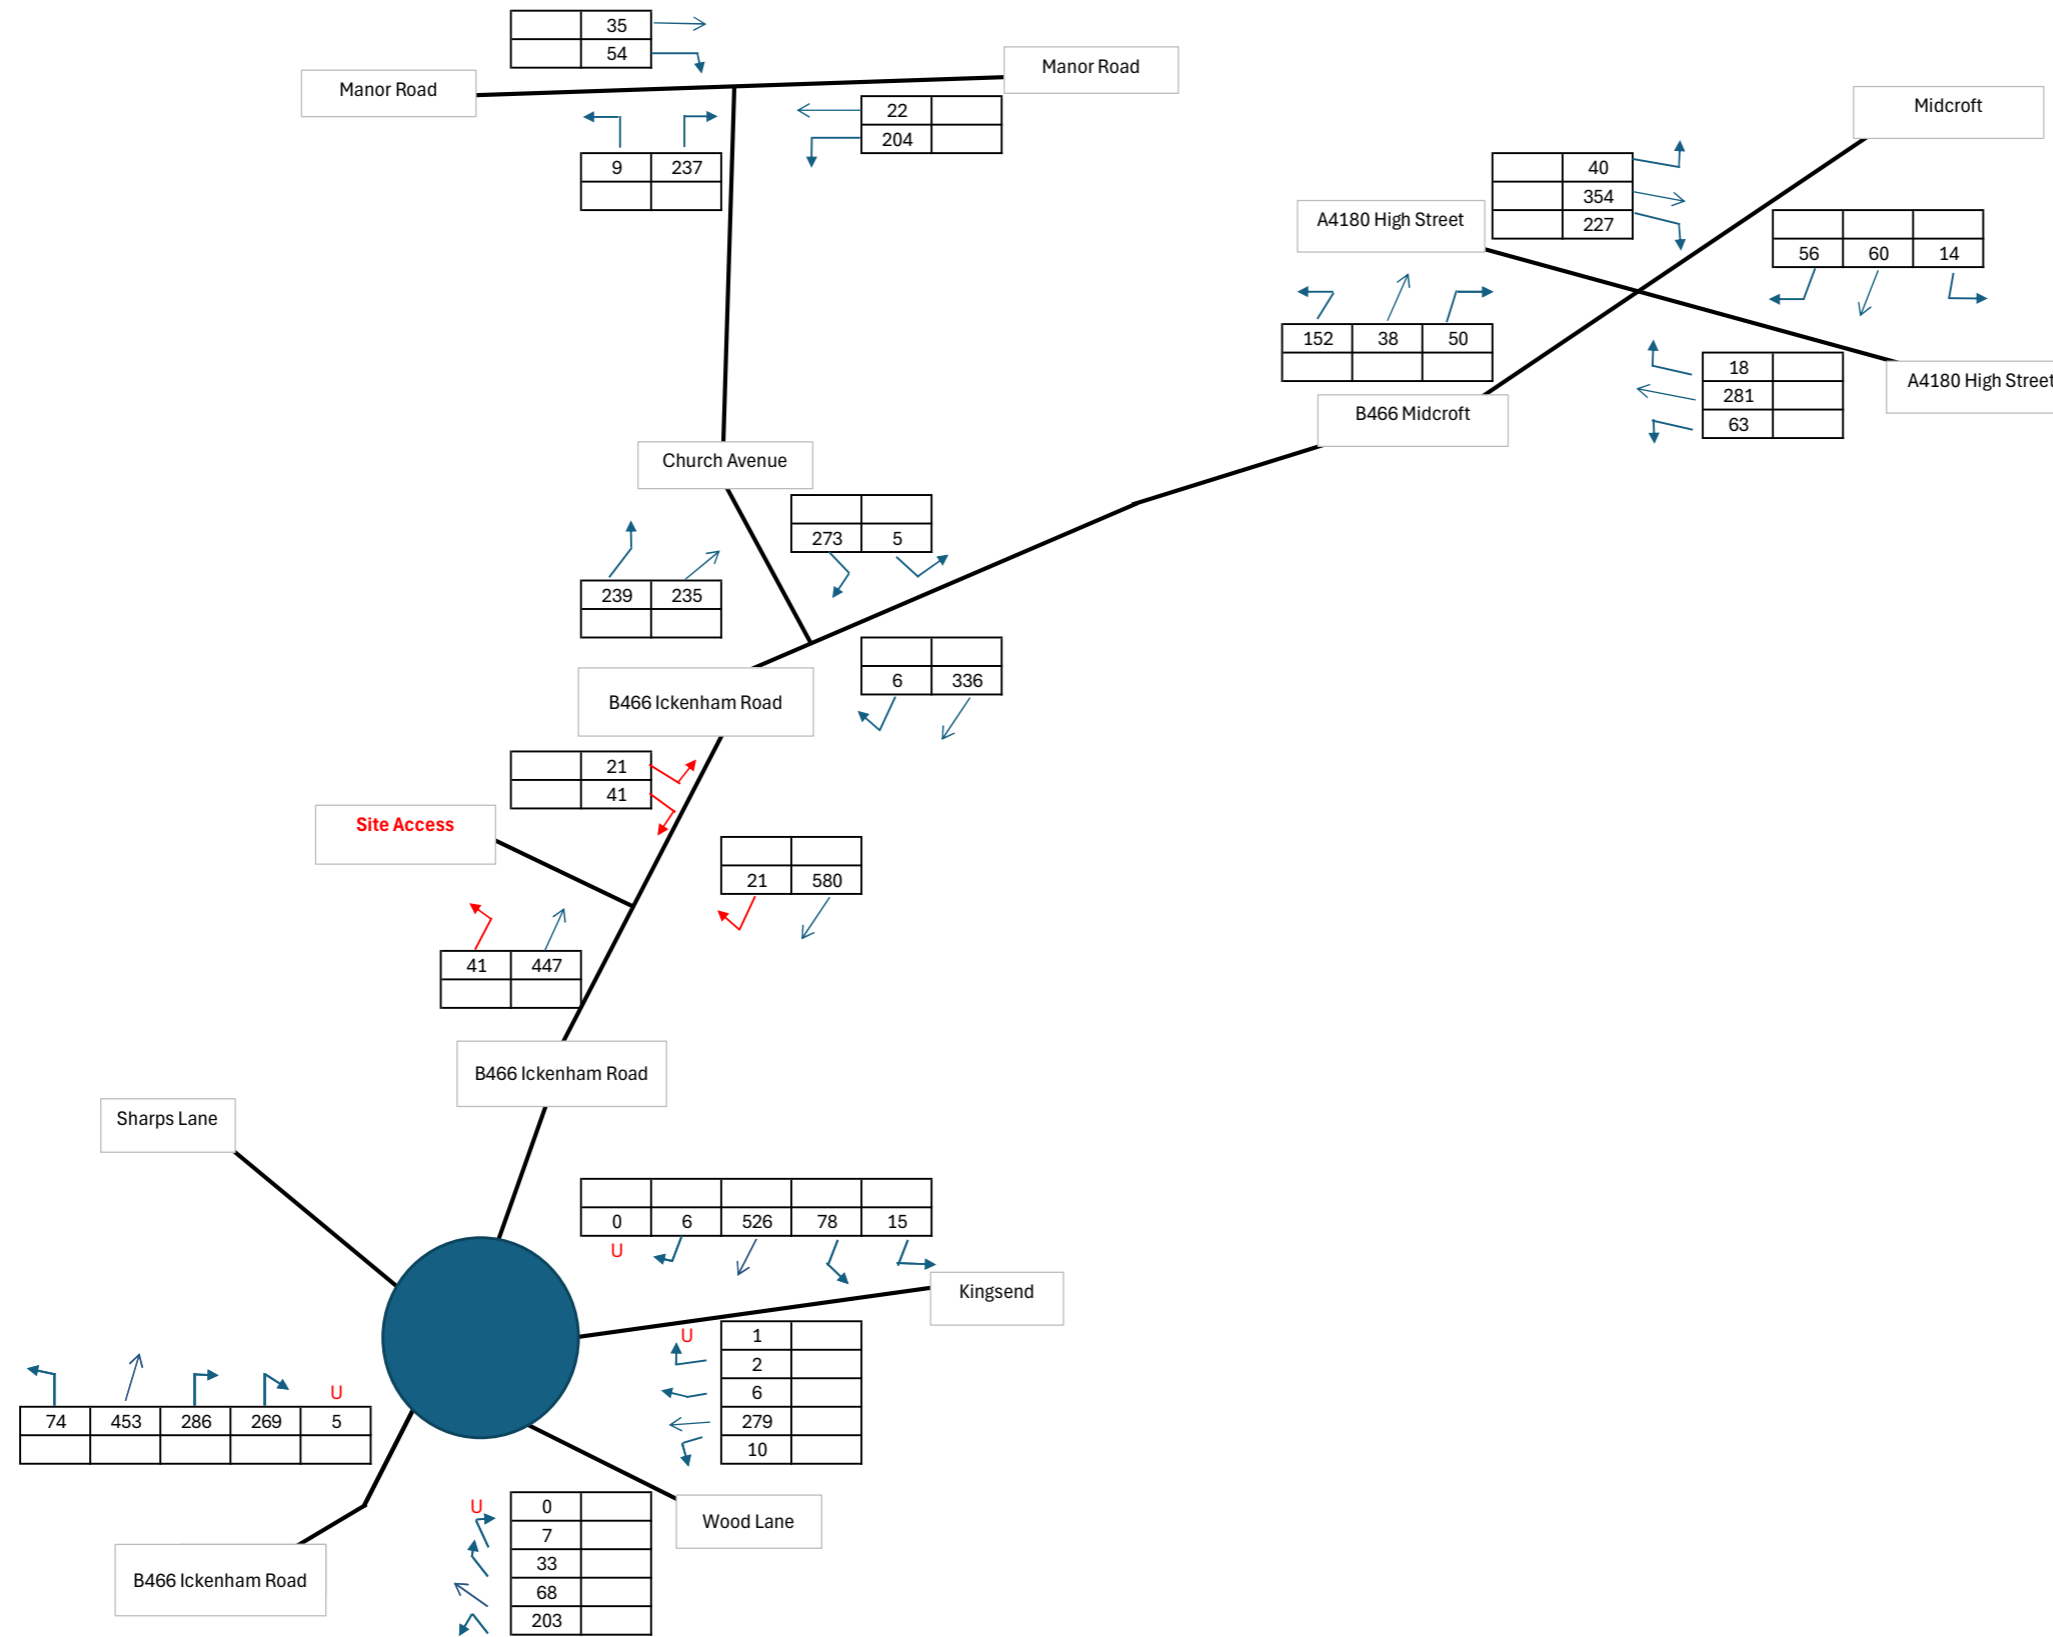 35
54
Manor Road
Manor Road
22
204
9 237
Midcroft
40
354
227
A4180 High Street
56 60 14
152 38 50
18
281
63
A4180 High Street
B466 Midcroft
Church Avenue
273 5
239 235
6 336
B466 Ickenham Road
21
41
Site Access
21 580
41 447
B466 Ickenham Road
Sharps Lane
0 6 526 78 15
U
Kingsend
U 1
2
6
279
10
U
74 453 286 269 5
U 0
7
33
68
203
Wood Lane
B466 Ickenham Road